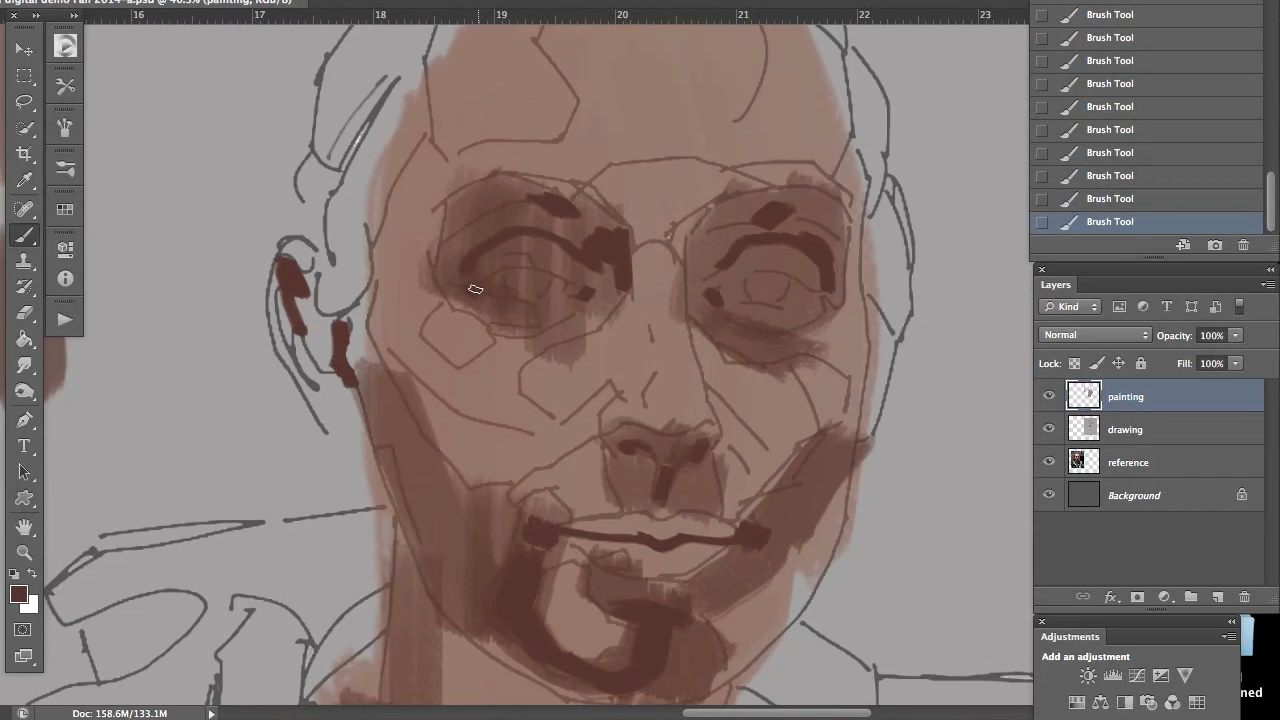 digital demo Fall 2014-a.psd @ 46.3% (painting, RGB/8)
16 17 18 19 20 21 22 23
Brush Tool
Brush Tool
Brush Tool
Brush Tool
Brush Tool
Brush Tool
Brush Tool
Brush Tool
Brush Tool
Brush Tool
Layers
Kind
Normal Opacity: 100%
Lock: Fill: 100%
painting
drawing
reference
Background
fx
Adjustments
Add an adjustment
ned
T
Doc: 158.6M/133.1M